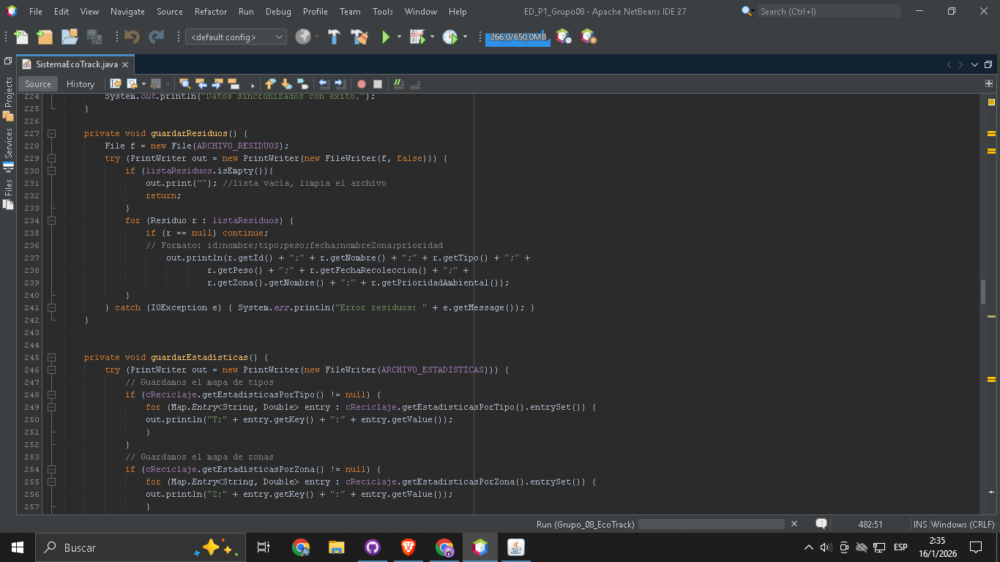 File Edit View Navigate Source Refactor Run Debug Profile Team Tools Window Help ED_P1_Grupo08 - Apache NetBeans IDE 27 Search (Ctrl+I)
<default config> 266,0/650,0MB
SistemaEcoTrack.java
Source History
Projects
Services
Files
224 System.out.println("Datos sincronizados con exito.");
225 }
226
227 private void guardarResiduos() {
228 File f = new File(ARCHIVO_RESIDUOS);
229 try (PrintWriter out = new PrintWriter(new FileWriter(f, false))) {
230 if (listaResiduos.isEmpty()){
231 out.print(""); //lista vacía, limpia el archivo
232 return;
233 }
234 for (Residuo r : listaResiduos) {
235 if (r == null) continue;
236 // Formato: id;nombre;tipo;peso;fecha;nombreZona;prioridad
237 out.println(r.getId() + ";" + r.getNombre() + ";" + r.getTipo() + ";" +
238 r.getPeso() + ";" + r.getFechaRecoleccion() + ";" +
239 r.getZona().getNombre() + ";" + r.getPrioridadAmbiental());
240 }
241 } catch (IOException e) { System.err.println("Error residuos: " + e.getMessage()); }
242 }
243
244
245 private void guardarEstadisticas() {
246 try (PrintWriter out = new PrintWriter(new FileWriter(ARCHIVO_ESTADISTICAS))) {
247 // Guardamos el mapa de tipos
248 if (cReciclaje.getEstadisticasPorTipo() != null) {
249 for (Map.Entry<String, Double> entry : cReciclaje.getEstadisticasPorTipo().entrySet()) {
250 out.println("T:" + entry.getKey() + ":" + entry.getValue());
251 }
252 }
253 // Guardamos el mapa de zonas
254 if (cReciclaje.getEstadisticasPorZona() != null) {
255 for (Map.Entry<String, Double> entry : cReciclaje.getEstadisticasPorZona().entrySet()) {
256 out.println("Z:" + entry.getKey() + ":" + entry.getValue());
257 }
Run (Grupo_08_EcoTrack) 482:51 INS Windows (CRLF)
Buscar ESP 2:35
16/1/2026